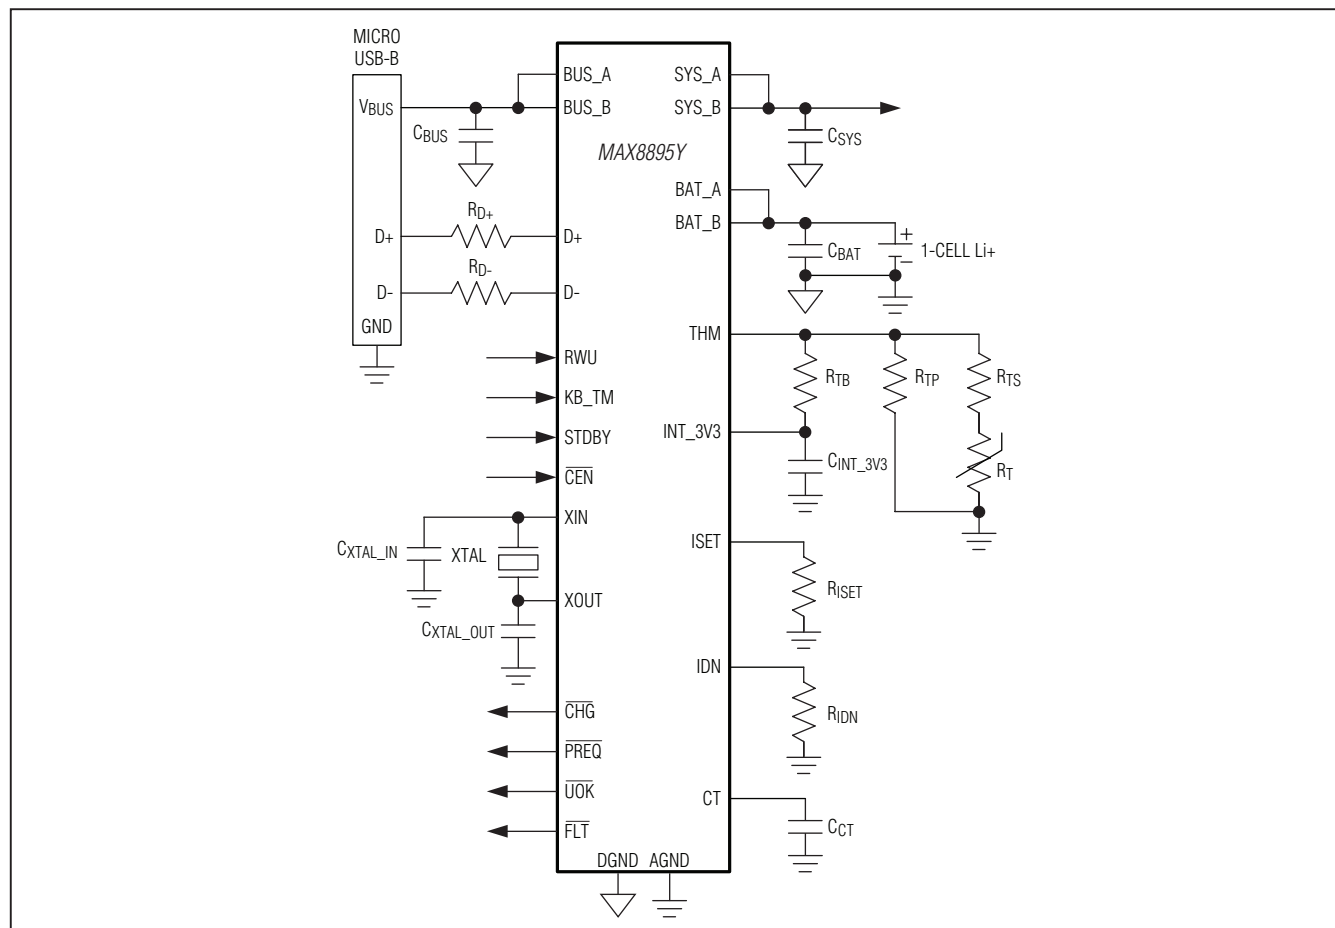 MICRO
USB-B
VBUS
D+
D-
GND
CBUS
RD+
RD-
BUS_A
BUS_B
D+
D-
RWU
KB_TM
STDBY
CEN
XIN
XOUT
CHG
PREQ
UOK
FLT
CXTAL_IN
XTAL
CXTAL_OUT
MAX8895Y
SYS_A
SYS_B
BAT_A
BAT_B
THM
INT_3V3
ISET
IDN
CT
DGND AGND
CSYS
CBAT
+
-
1-CELL Li+
RTB
RTP
RTS
CINT_3V3
RT
RISET
RIDN
CCT